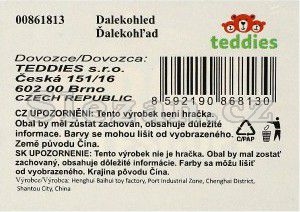 00861813
Dalekohled
Ďalekohľad
teddies
Dovozce/Dovozca:
TEDDIES s.r.o.
Česká 151/16
602 00 Brno
CZECH REPUBLIC
8 592190 868130
C/PAP
CZ UPOZORNĚNÍ: Tento výrobek není hračka.
Obal by měl zůstat zachován, obsahuje důležité
informace. Barvy se mohou lišit od vyobrazeného.
Země původu Čína.
SK UPOZORNENIE: Tento výrobek nie je hračka. Obal by mal zostať
zachovaný, obsahuje dôležité informácie. Farby sa môžu líšiť
od vyobrazeného. Krajina pôvodu Čína.
Výrobce/Výrobca: Henghui Baihui toy factory, Port Industrial Zone, Chenghai District,
Shantou City, China